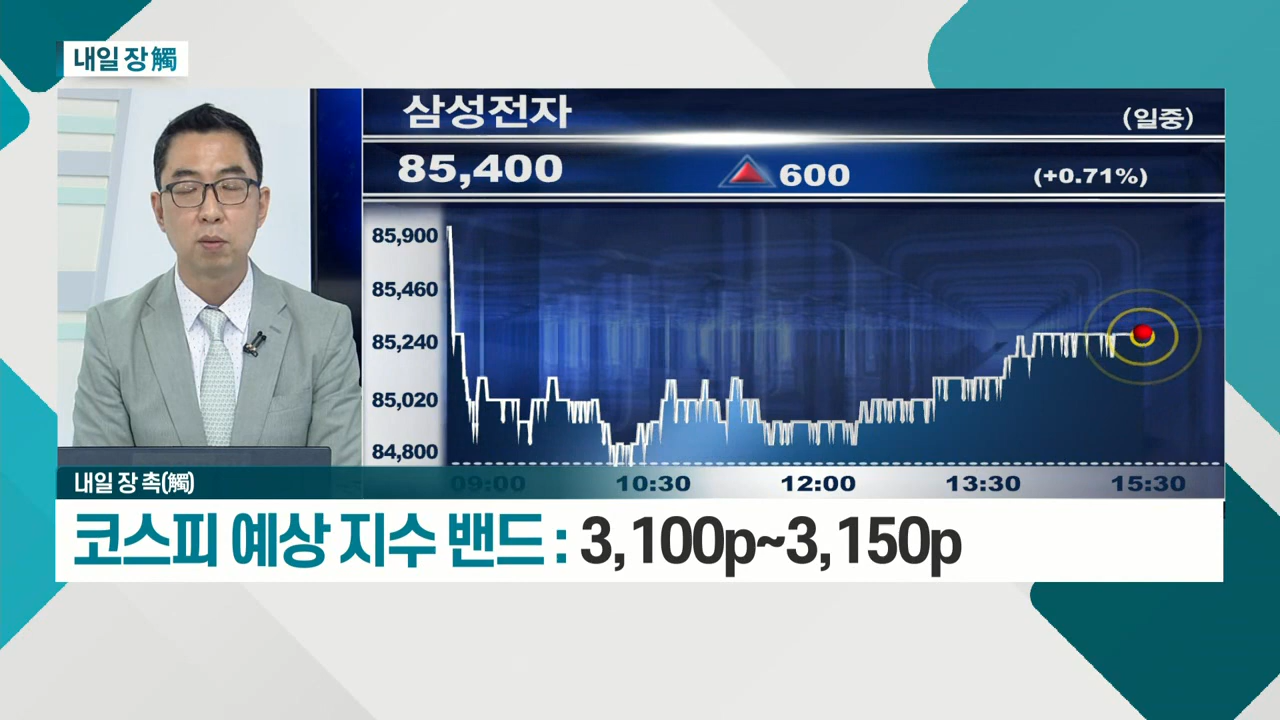 내일 장 觸
삼성전자
(일중)
85,400
600
(+0.71%)
85,900
85,460
85,240
85,020
84,800
09:00 10:30 12:00 13:30 15:30
내일 장 촉(觸)
코스피 예상 지수 밴드 : 3,100p~3,150p